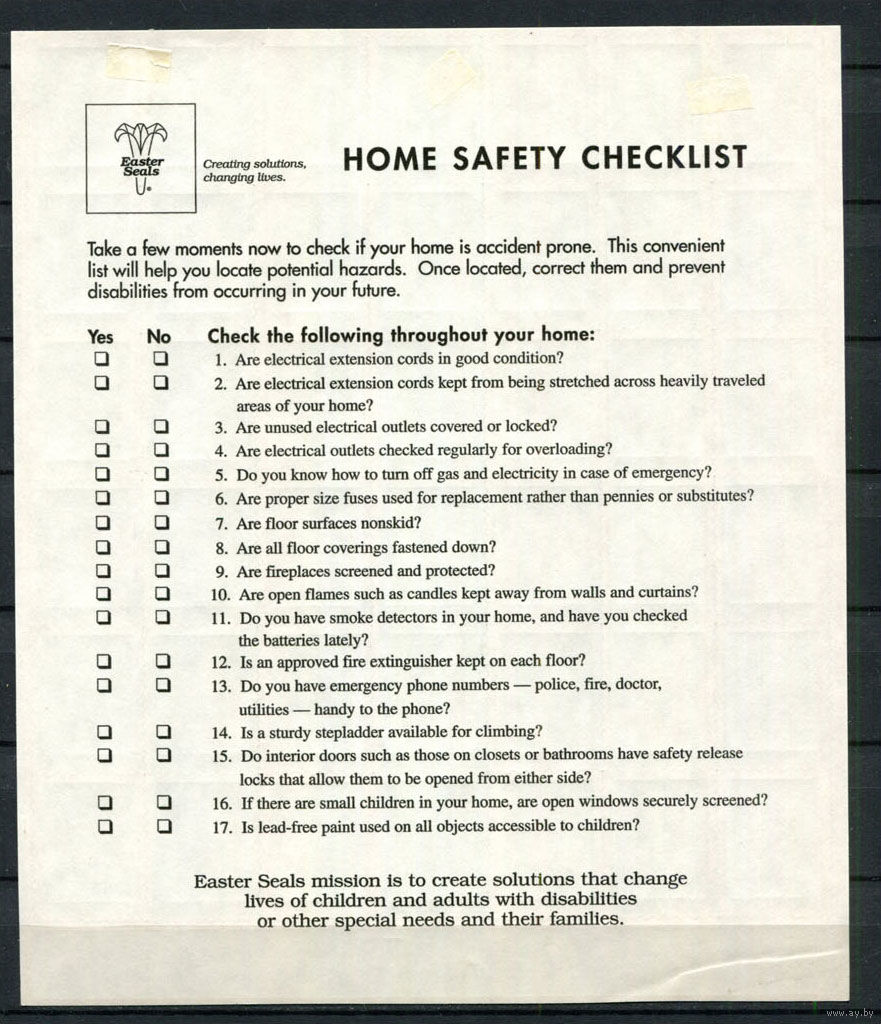 Easter
Seals
Creating solutions,
changing lives.
HOME SAFETY CHECKLIST
Take a few moments now to check if your home is accident prone. This convenient
list will help you locate potential hazards. Once located, correct them and prevent
disabilities from occurring in your future.
Yes No Check the following throughout your home:
1. Are electrical extension cords in good condition?
2. Are electrical extension cords kept from being stretched across heavily traveled
areas of your home?
3. Are unused electrical outlets covered or locked?
4. Are electrical outlets checked regularly for overloading?
5. Do you know how to turn off gas and electricity in case of emergency?
6. Are proper size fuses used for replacement rather than pennies or substitutes?
7. Are floor surfaces nonskid?
8. Are all floor coverings fastened down?
9. Are fireplaces screened and protected?
10. Are open flames such as candles kept away from walls and curtains?
11. Do you have smoke detectors in your home, and have you checked
the batteries lately?
12. Is an approved fire extinguisher kept on each floor?
13. Do you have emergency phone numbers — police, fire, doctor,
utilities — handy to the phone?
14. Is a sturdy stepladder available for climbing?
15. Do interior doors such as those on closets or bathrooms have safety release
locks that allow them to be opened from either side?
16. If there are small children in your home, are open windows securely screened?
17. Is lead-free paint used on all objects accessible to children?
Easter Seals mission is to create solutions that change
lives of children and adults with disabilities
or other special needs and their families.
www.ay.by